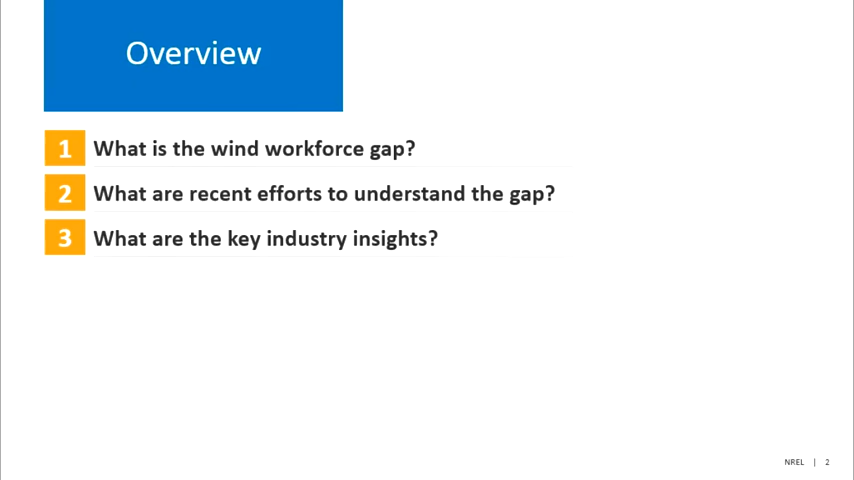 Overview
1 What is the wind workforce gap?
2 What are recent efforts to understand the gap?
3 What are the key industry insights?
NREL | 2